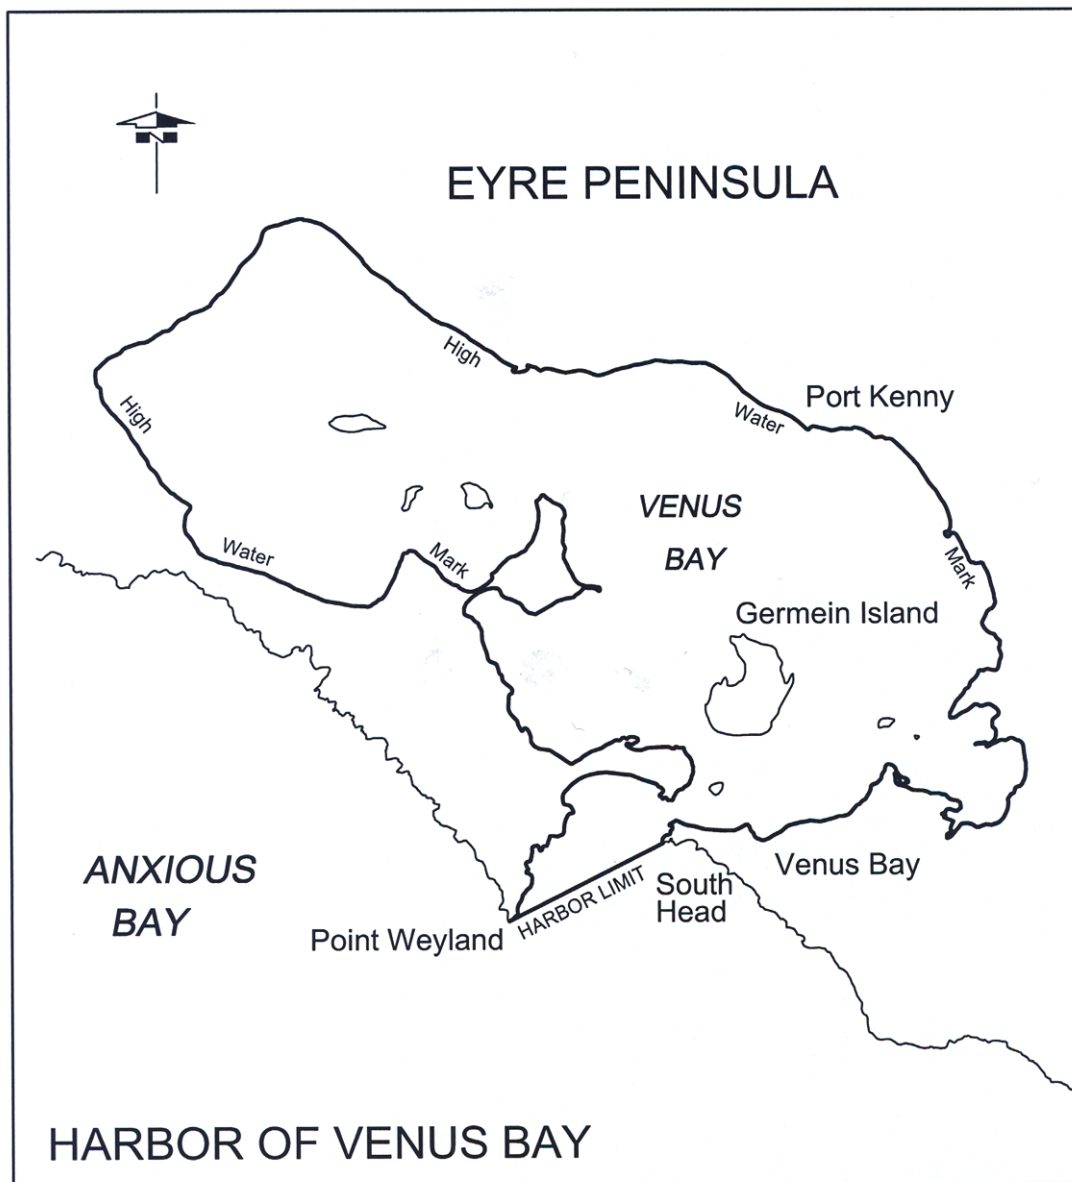 N
EYRE PENINSULA
High
High
Water
Port Kenny
VENUS
BAY
Water
Mark
Mark
Germein Island
ANXIOUS
BAY
Venus Bay
South
Head
HARBOR LIMIT
Point Weyland
HARBOR OF VENUS BAY